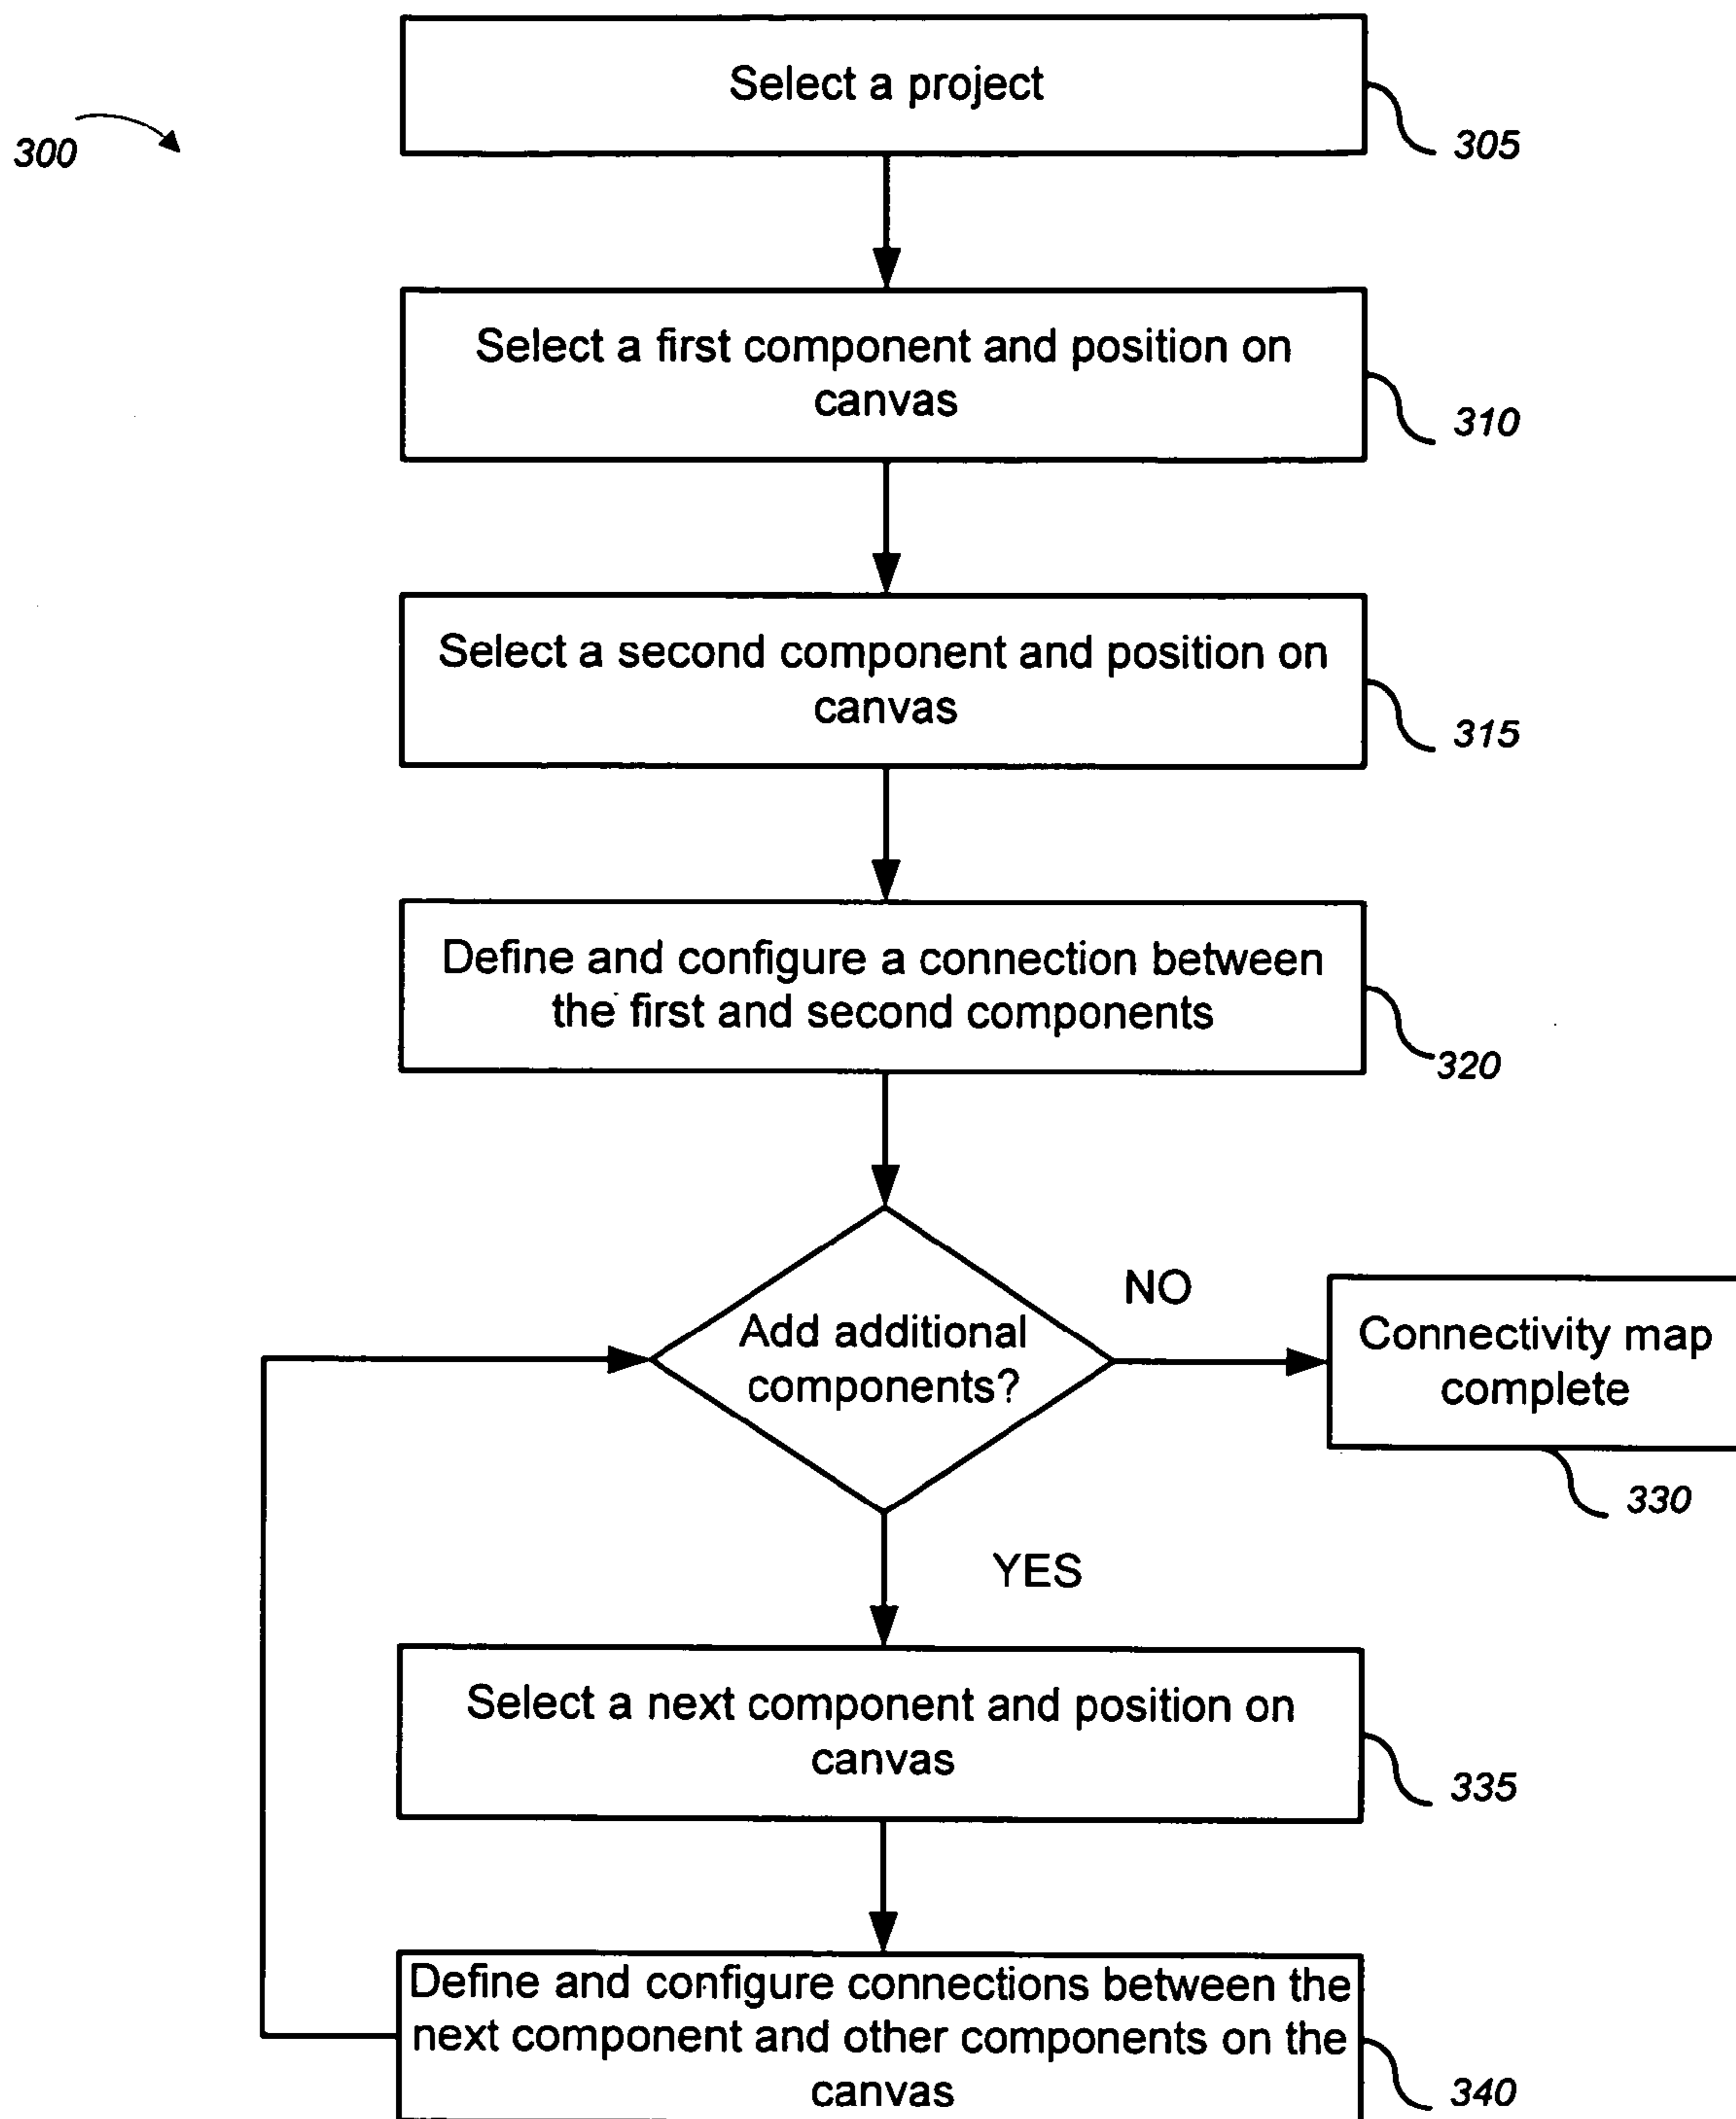 Select a project
300
305
Select a first component and position on
canvas
310
Select a second component and position on
canvas
315
Define and configure a connection between
the first and second components
320
NO
Add additional
components?
Connectivity map
complete
330
YES
Select a next component and position on
canvas
335
Define and configure connections between the
next component and other components on the
canvas
340